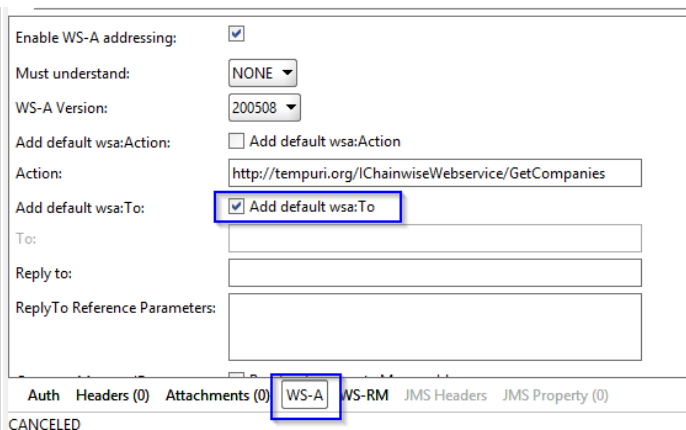 Enable WS-A addressing:
Must understand: NONE
WS-A Version: 200508
Add default wsa:Action: Add default wsa:Action
Action: http://tempuri.org/IChainwiseWebservice/GetCompanies
Add default wsa:To: Add default wsa:To
To:
Reply to:
ReplyTo Reference Parameters:
Auth Headers (0) Attachments (0) WS-A WS-RM JMS Headers JMS Property (0)
CANCELED